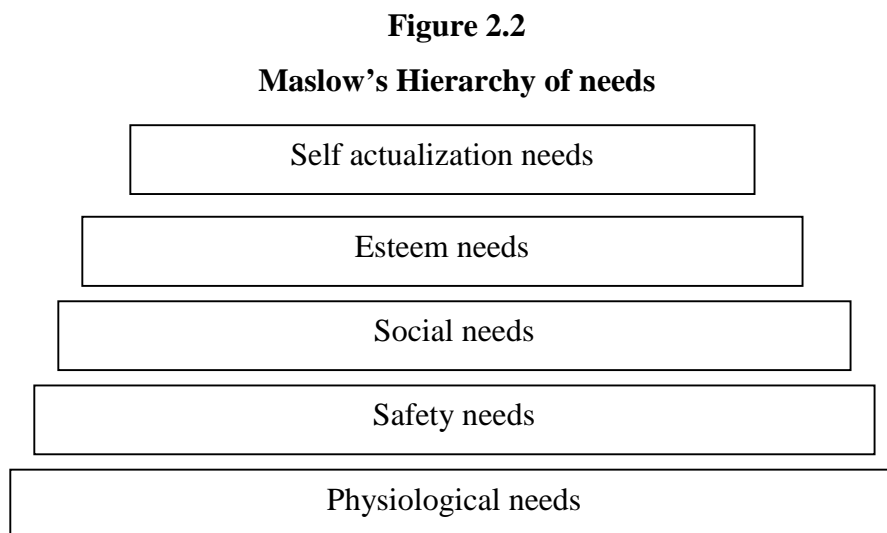 Figure 2.2
Maslow’s Hierarchy of needs
Self actualization needs
Esteem needs
Social needs
Safety needs
Physiological needs